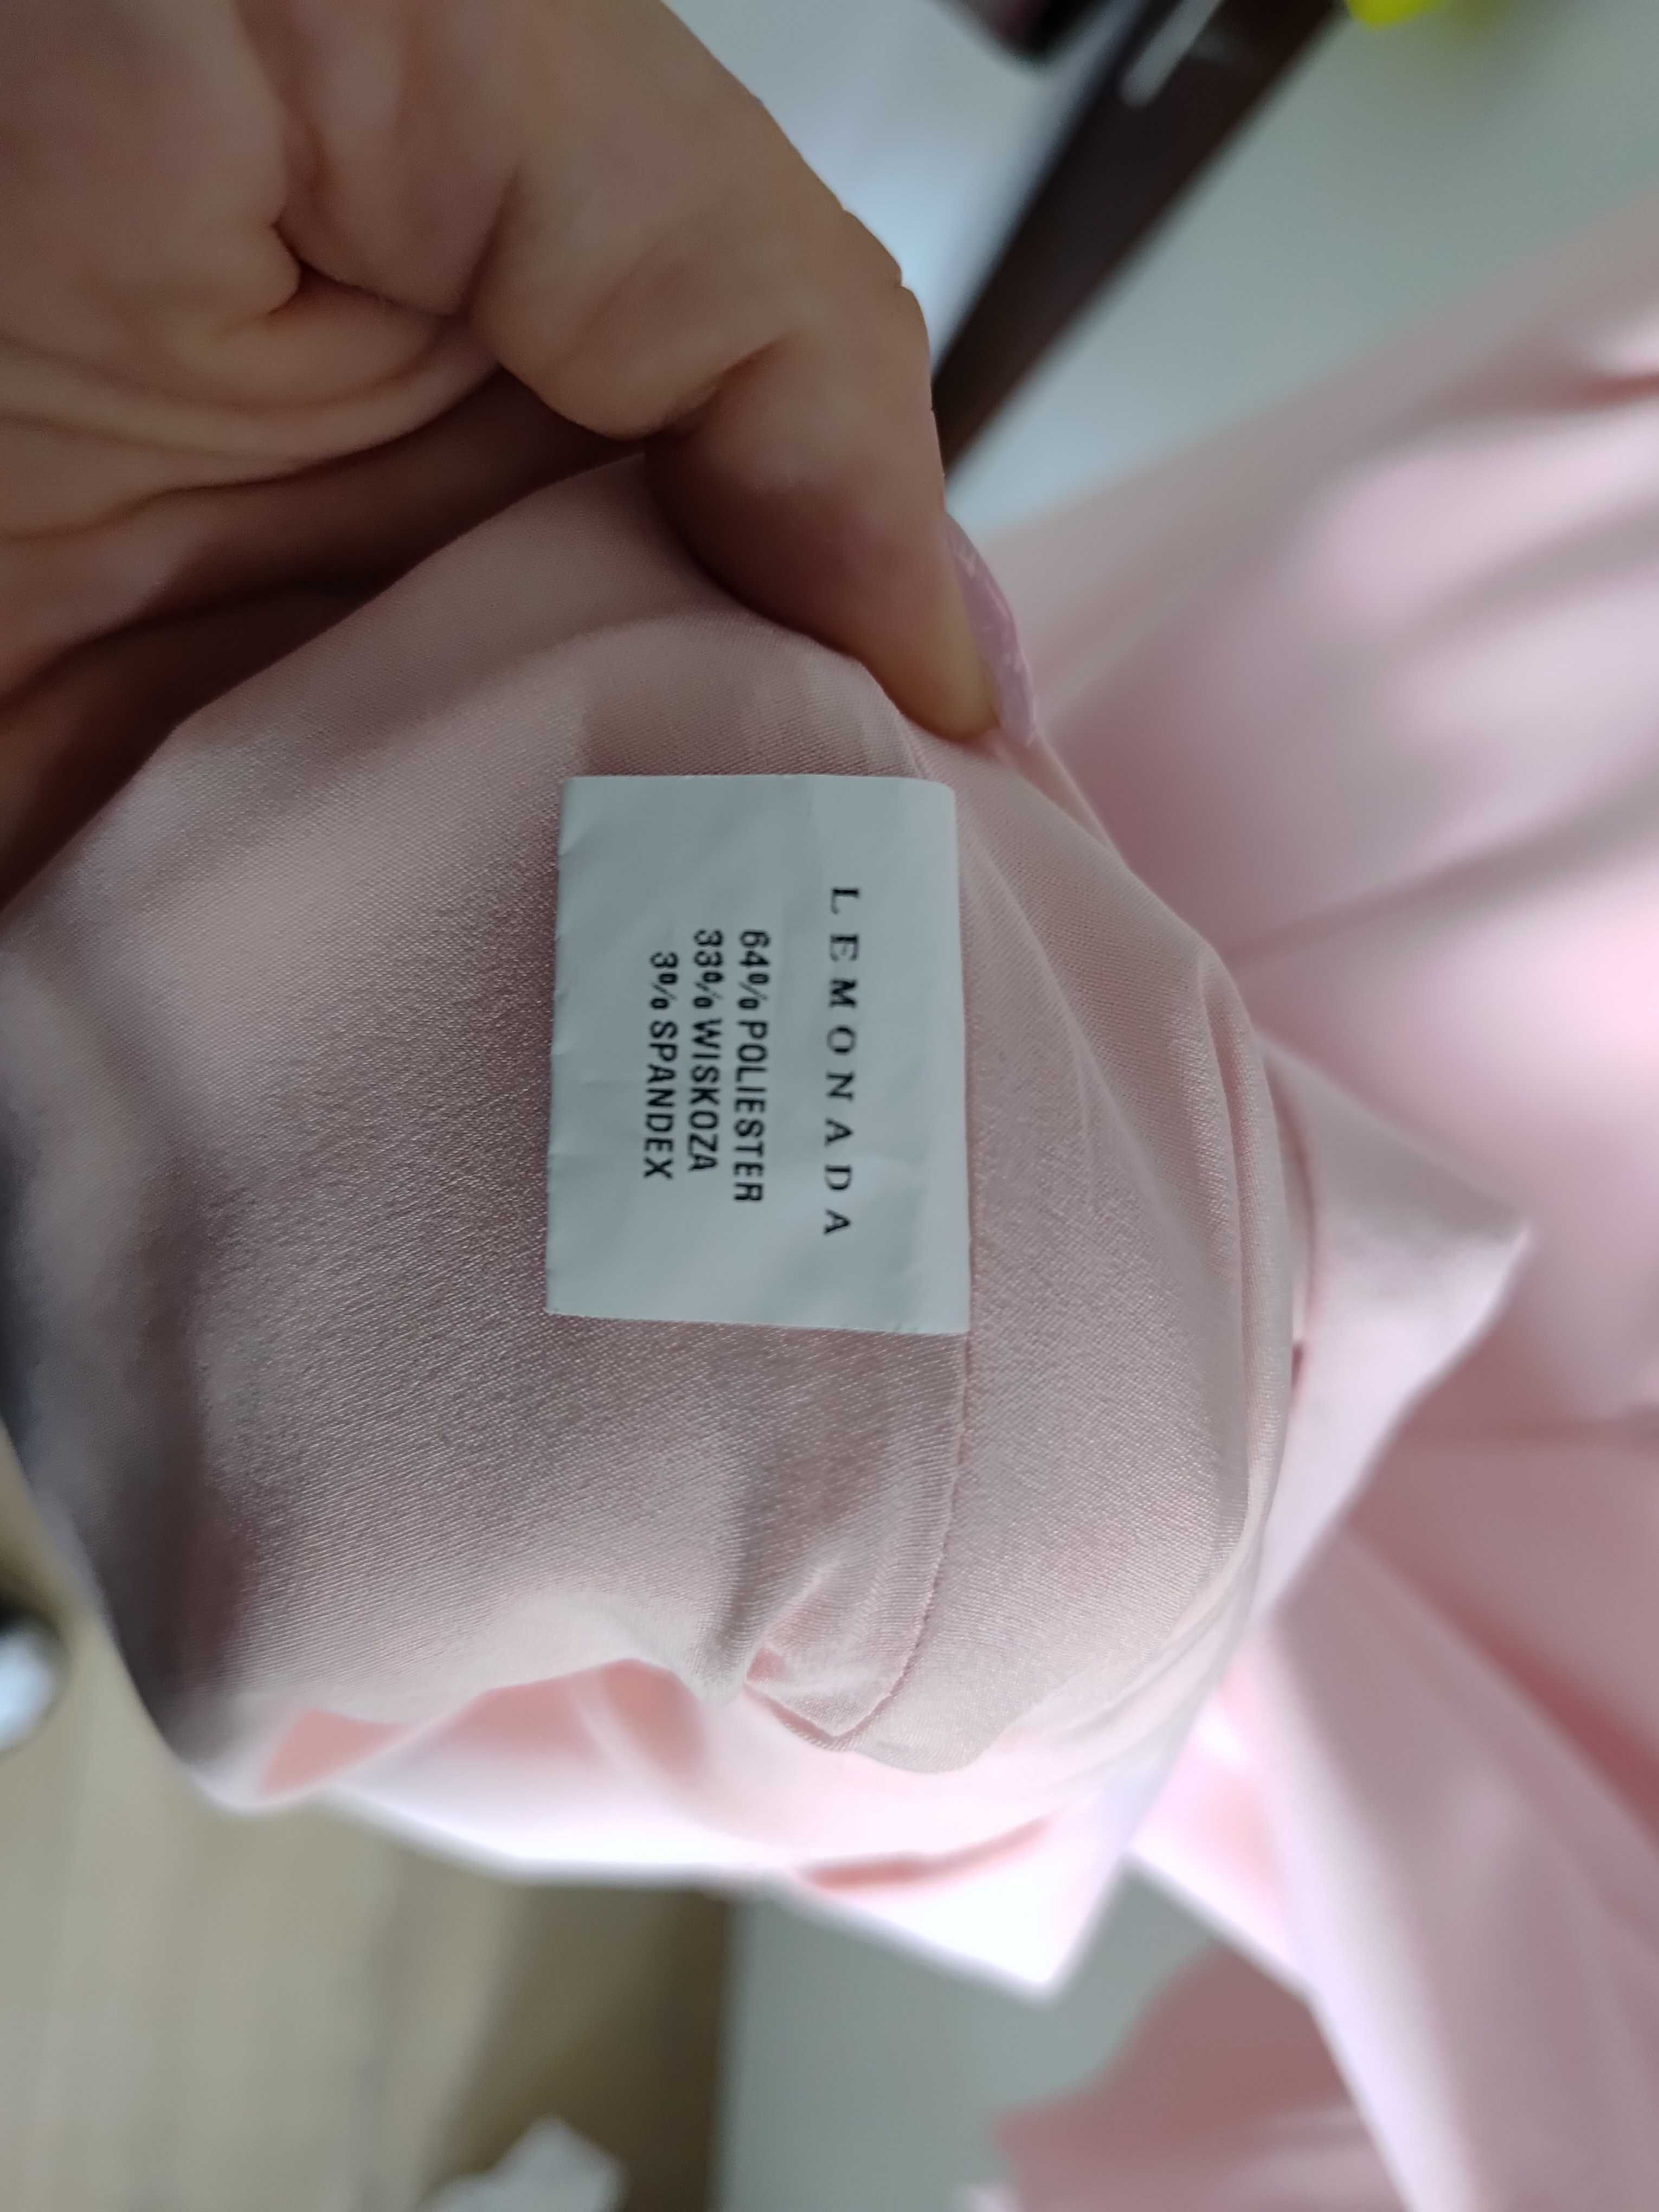 LEMONADA
64% POLIESTER
33% WISKOZA
3% SPANDEX